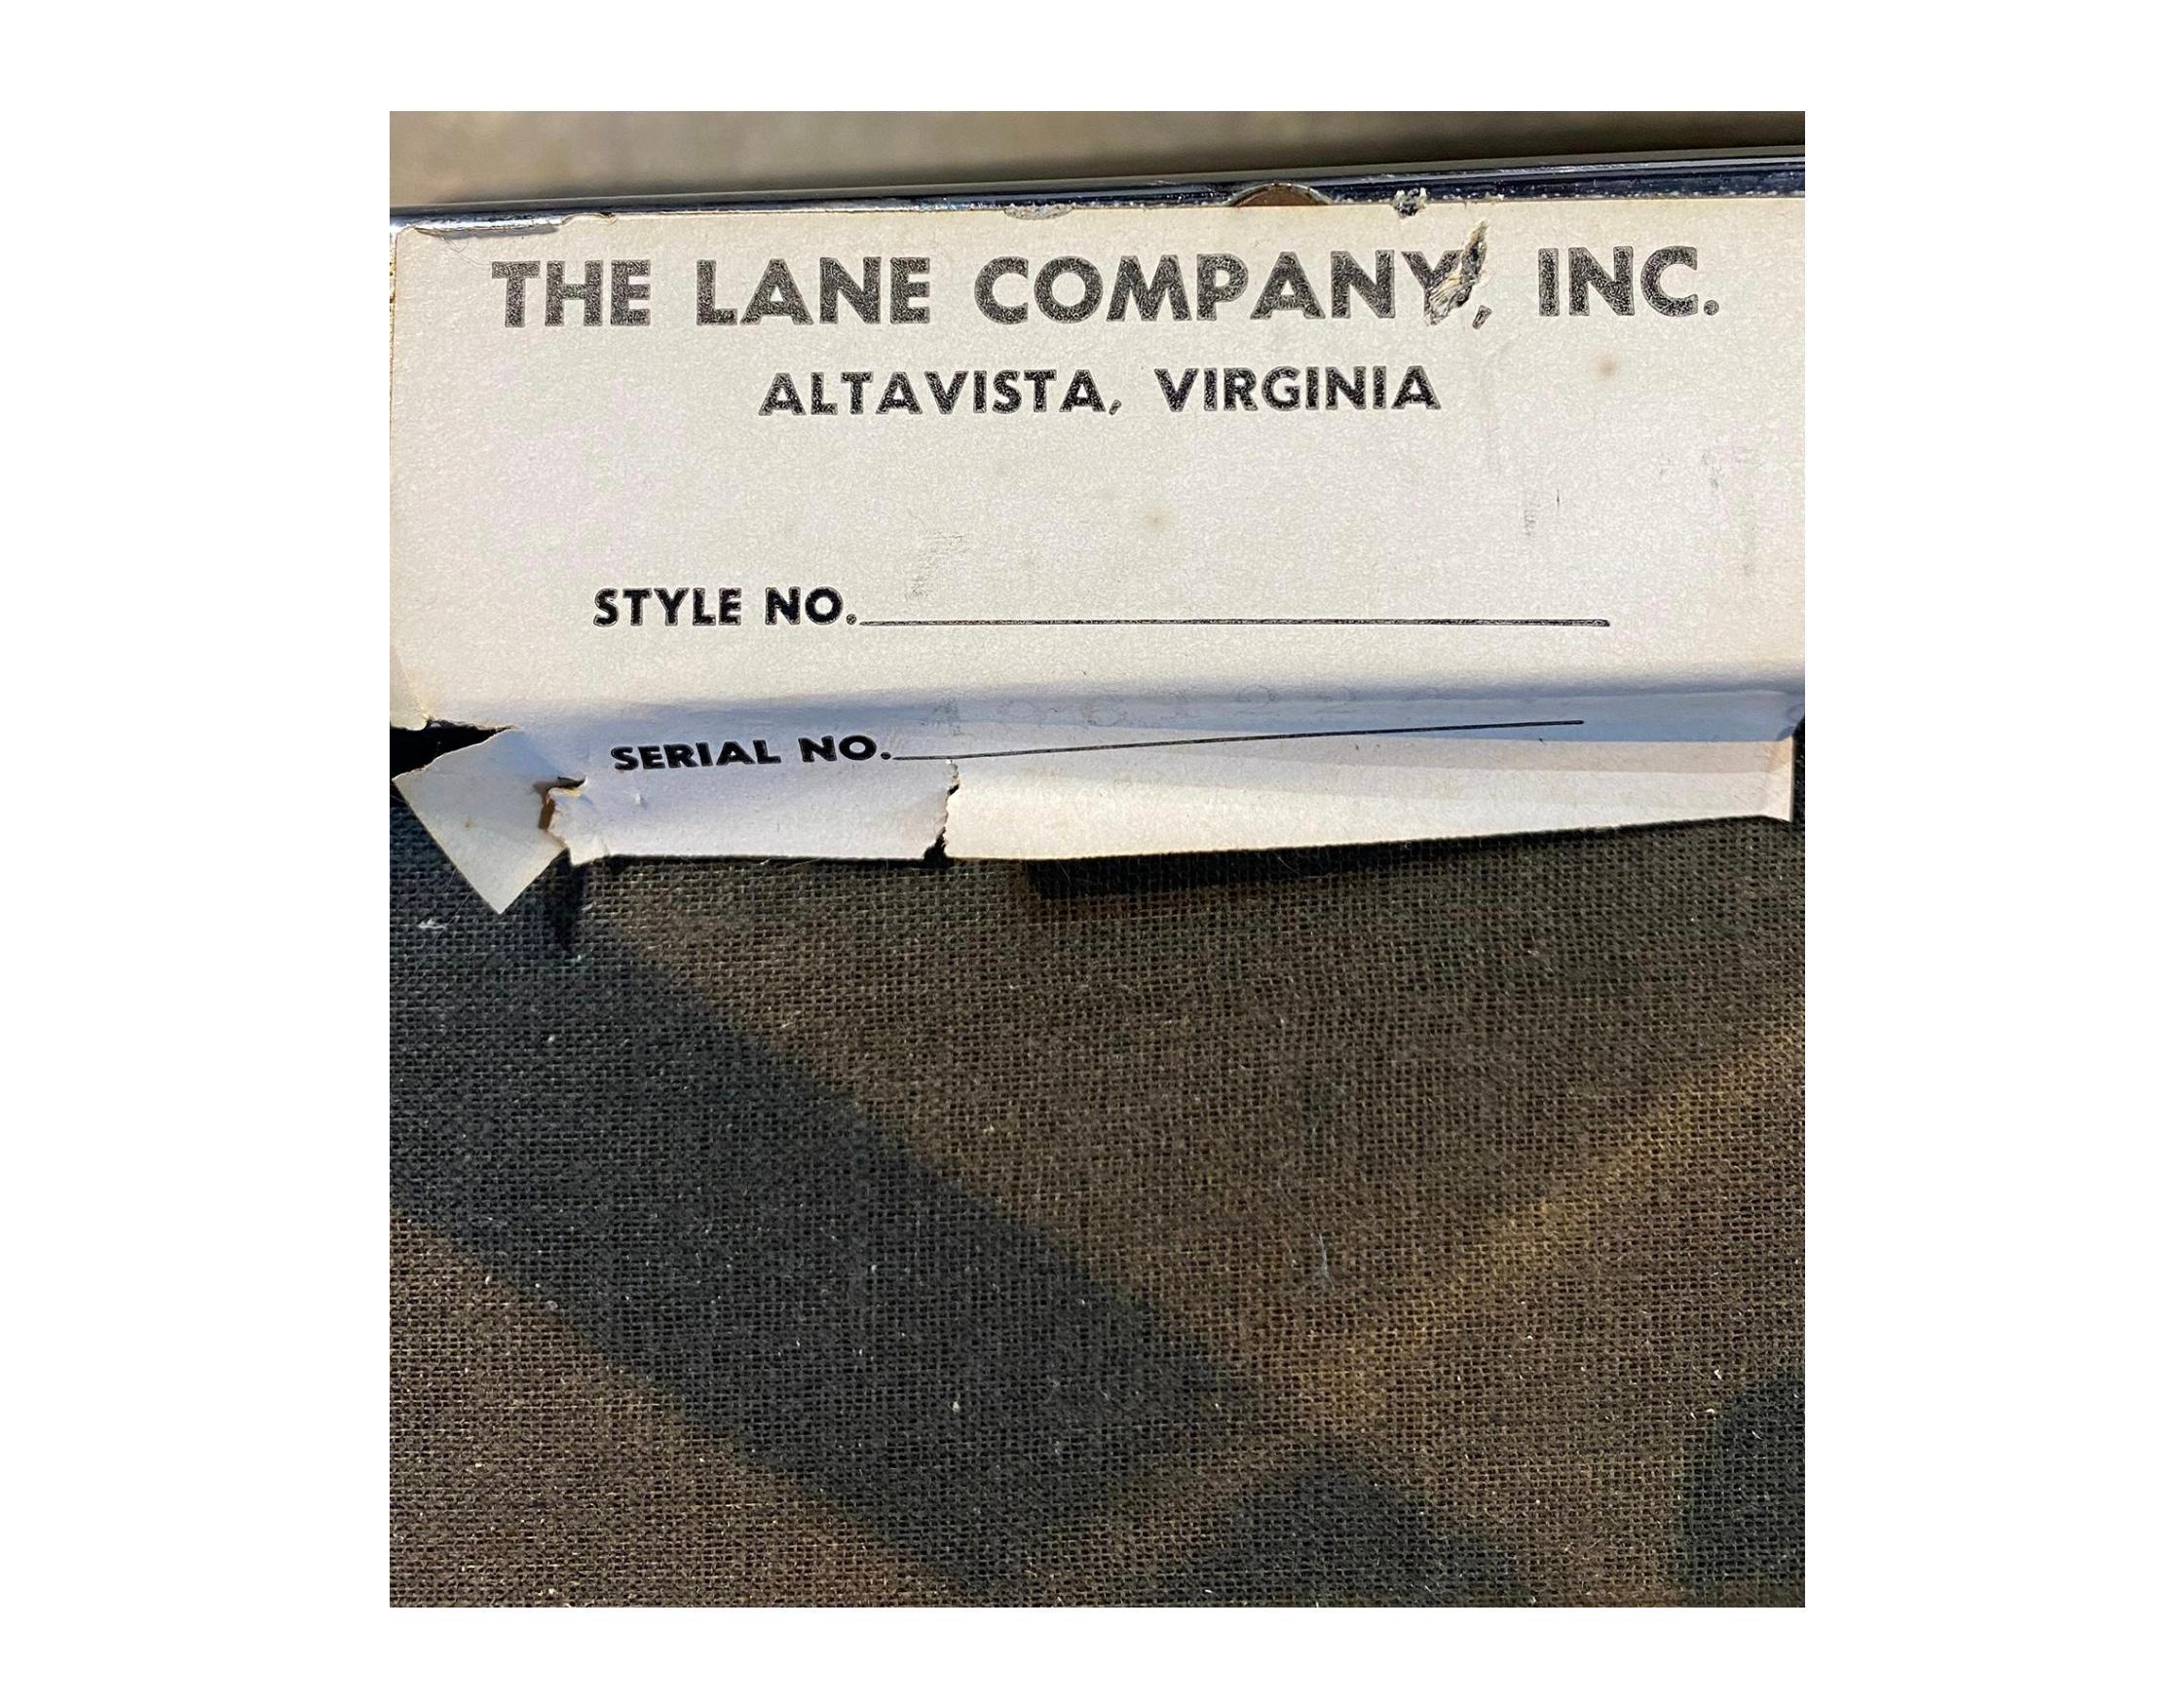 THE LANE COMPANY, INC.
ALTAVISTA, VIRGINIA
STYLE NO.
SERIAL NO.